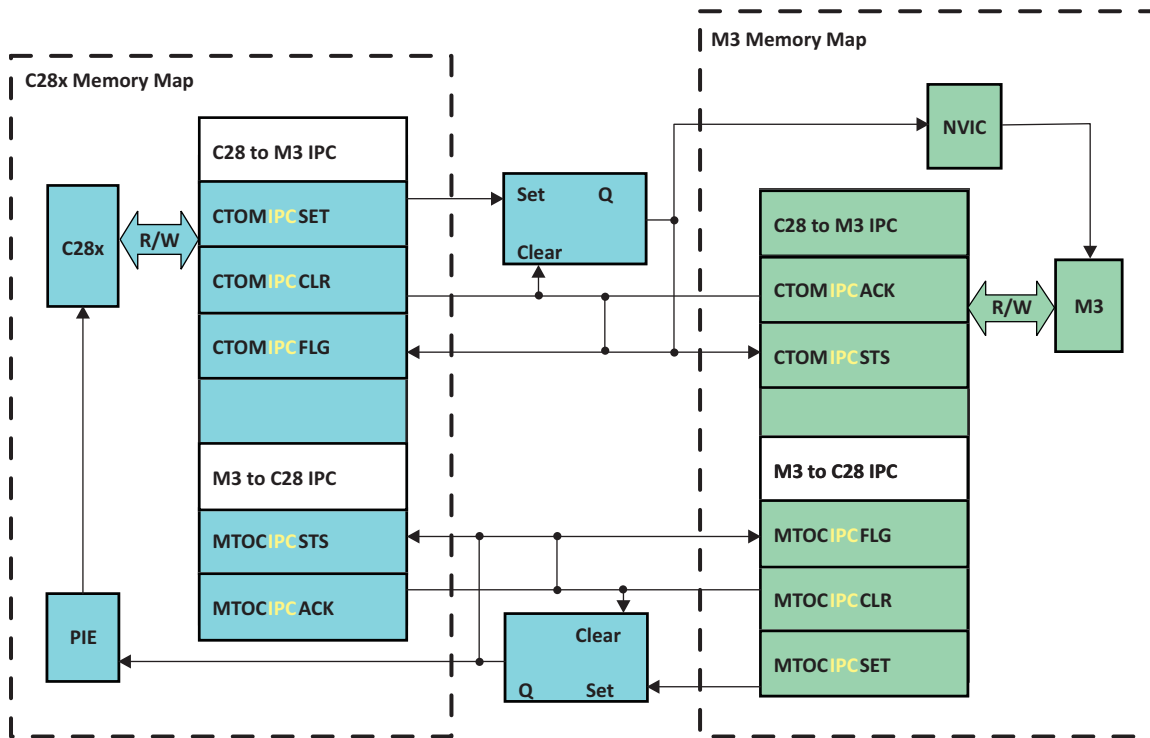 M3 Memory Map
C28x Memory Map
NVIC
C28 to M3 IPC
CTOMIPCSET
CTOMIPCCLR
CTOMIPCFLG
M3 to C28 IPC
MTOCIPCSTS
MTOCIPCACK
C28x
R/W
PIE
Set Q
Clear
Clear
Q Set
C28 to M3 IPC
CTOMIPCACK
CTOMIPCSTS
M3 to C28 IPC
MTOCIPCFLG
MTOCIPCCLR
MTOCIPCSET
R/W
M3